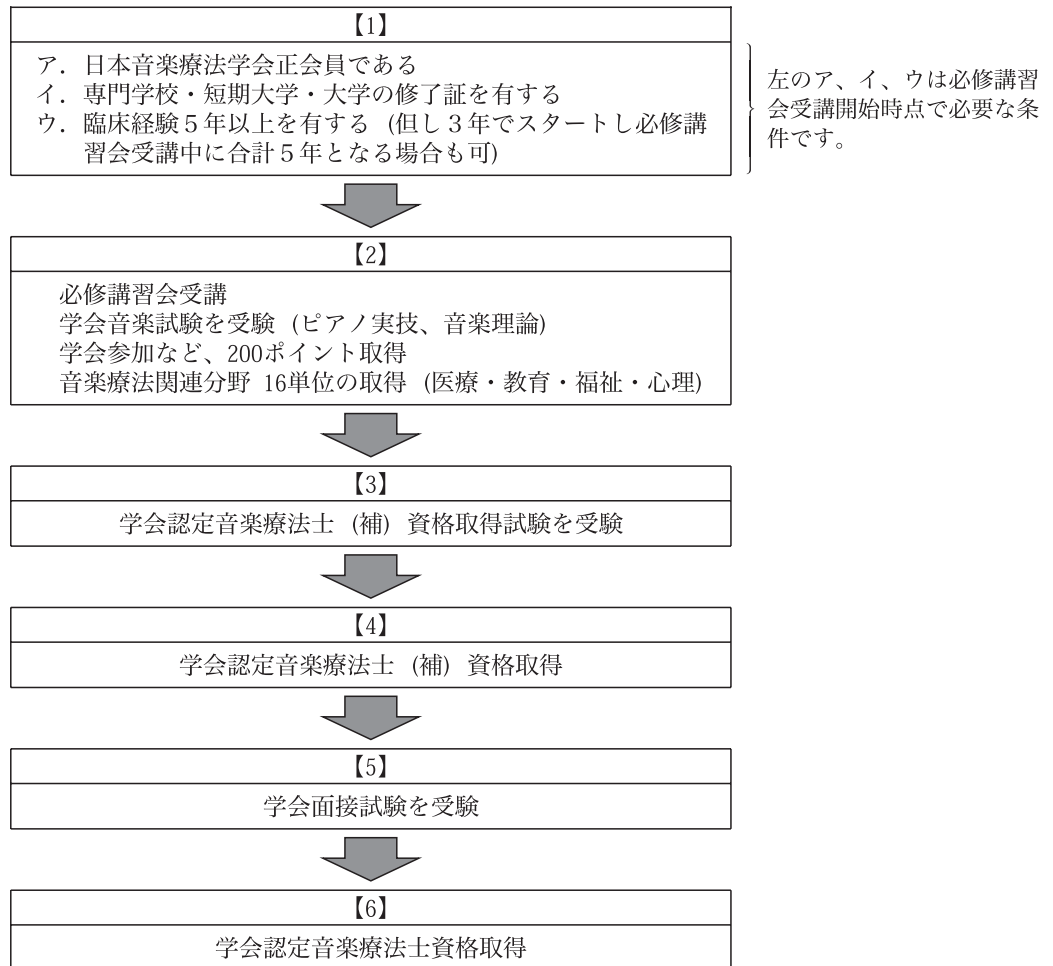 【1】
ア．日本音楽療法学会正会員である
イ．専門学校・短期大学・大学の修了証を有する
ウ．臨床経験５年以上を有する (但し３年でスタートし必修講
習会受講中に合計５年となる場合も可)
左のア、イ、ウは必修講習
会受講開始時点で必要な条
件です。
【2】
必修講習会受講
学会音楽試験を受験 (ピアノ実技、音楽理論)
学会参加など、200ポイント取得
音楽療法関連分野 16単位の取得 (医療・教育・福祉・心理)
【3】
学会認定音楽療法士 (補) 資格取得試験を受験
【4】
学会認定音楽療法士 (補) 資格取得
【5】
学会面接試験を受験
【6】
学会認定音楽療法士資格取得